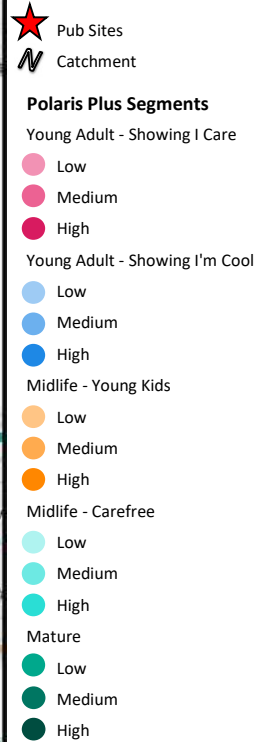 Pub Sites
Catchment
Polaris Plus Segments
Young Adult - Showing I Care
Low
Medium
High
Young Adult - Showing I'm Cool
Low
Medium
High
Midlife - Young Kids
Low
Medium
High
Midlife - Carefree
Low
Medium
High
Mature
Low
Medium
High